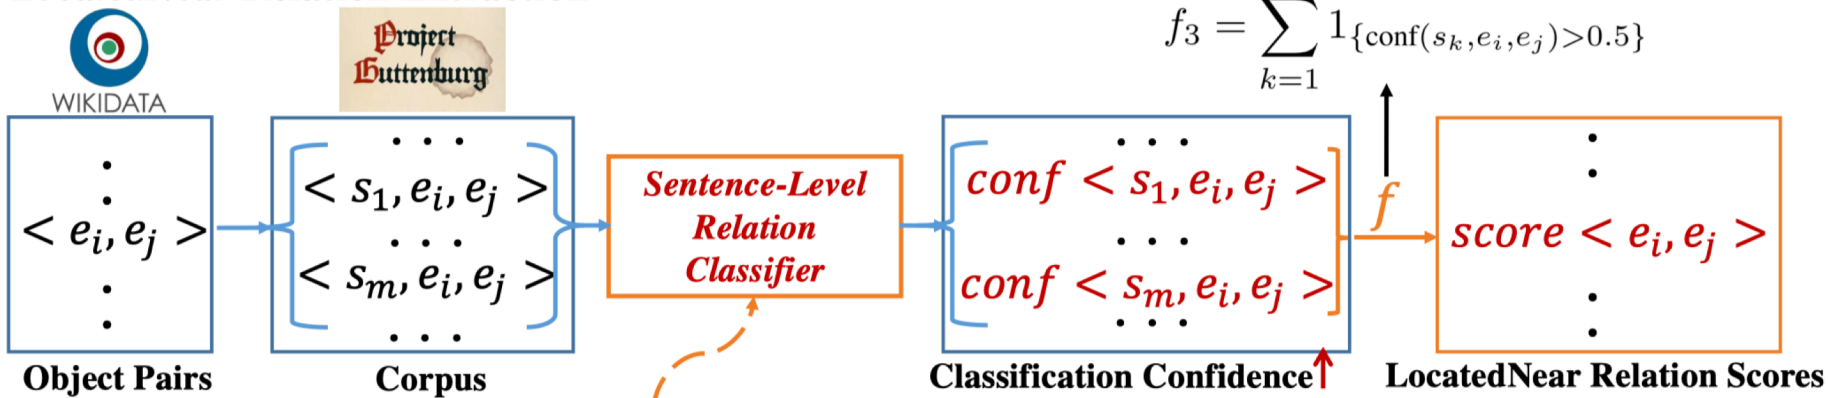 f₃ = ∑ 1{conf(sₖ,eᵢ,eⱼ)>0.5}
k=1
WIKIDATA
Project
Guttenburg
. . .
< eᵢ, eⱼ >
. . .
< s₁, eᵢ, eⱼ >
. . .
< sₘ, eᵢ, eⱼ >
. . .
Sentence-Level
Relation
Classifier
. . .
conf < s₁, eᵢ, eⱼ >
. . .
conf < sₘ, eᵢ, eⱼ >
. . .
f
score < eᵢ, eⱼ >
Object Pairs
Corpus
Classification Confidence
LocatedNear Relation Scores